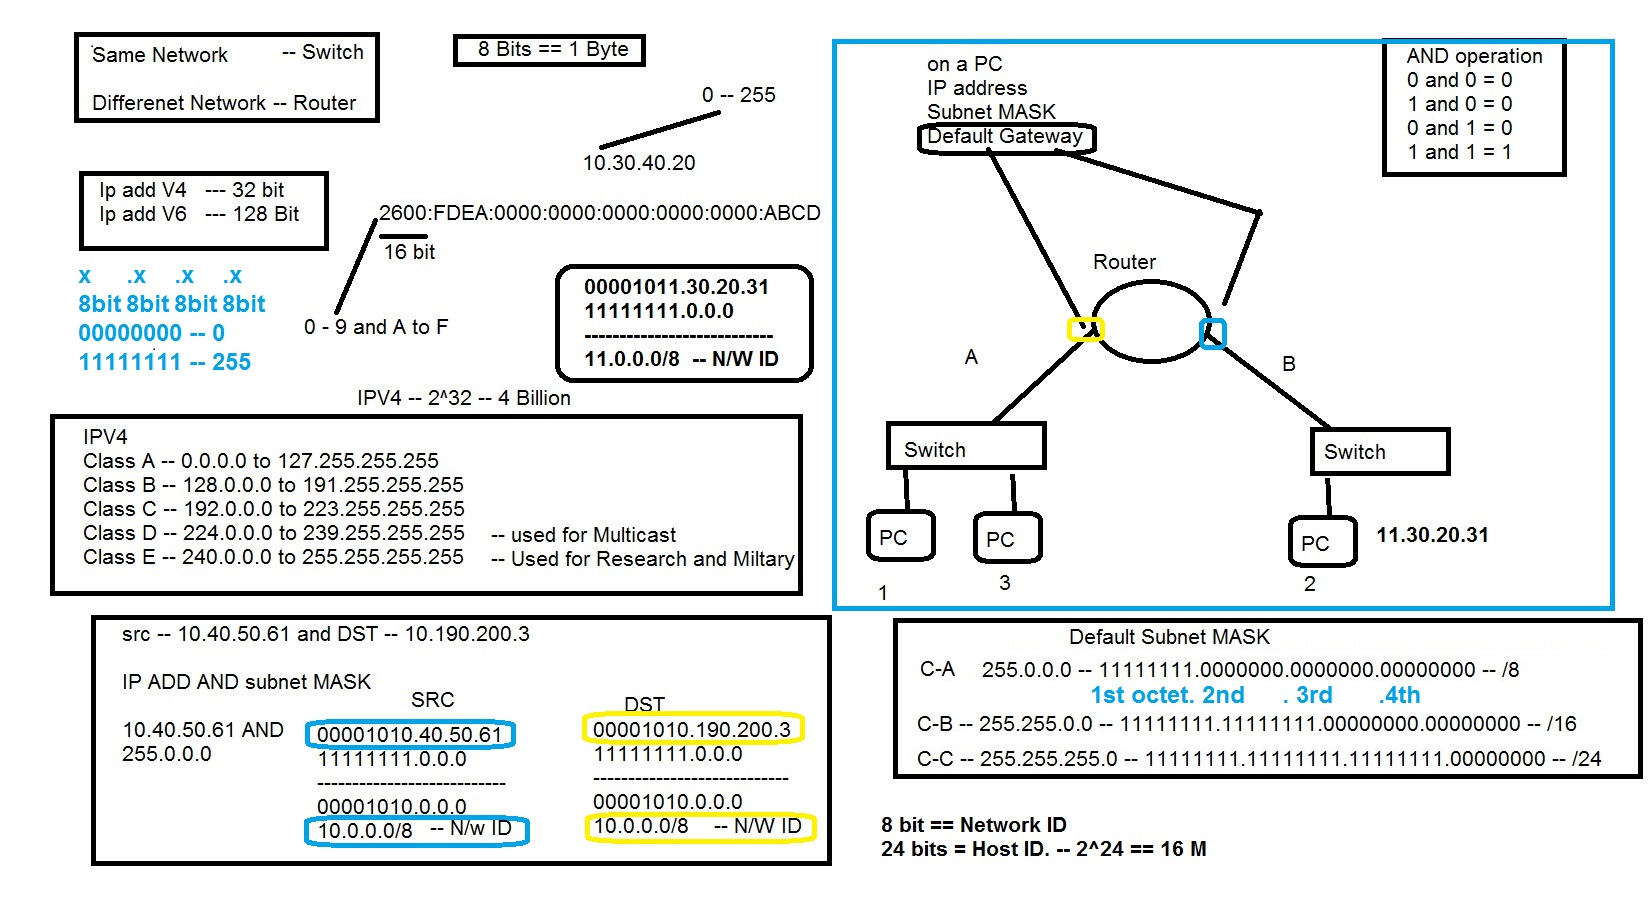 Same Network -- Switch
Differenet Network -- Router
8 Bits == 1 Byte
0 -- 255
10.30.40.20
Ip add V4 --- 32 bit
Ip add V6 --- 128 Bit
2600:FDEA:0000:0000:0000:0000:0000:ABCD
16 bit
0 - 9 and A to F
x .x .x .x
8bit 8bit 8bit 8bit
00000000 -- 0
11111111 -- 255
00001011.30.20.31
11111111.0.0.0
---------------------------
11.0.0.0/8 -- N/W ID
IPV4 -- 2^32 -- 4 Billion
IPV4
Class A -- 0.0.0.0 to 127.255.255.255
Class B -- 128.0.0.0 to 191.255.255.255
Class C -- 192.0.0.0 to 223.255.255.255
Class D -- 224.0.0.0 to 239.255.255.255 -- used for Multicast
Class E -- 240.0.0.0 to 255.255.255.255 -- Used for Research and Miltary
on a PC
IP address
Subnet MASK
Default Gateway
AND operation
0 and 0 = 0
1 and 0 = 0
0 and 1 = 0
1 and 1 = 1
Router
A
B
Switch
Switch
PC
PC
PC
11.30.20.31
1
3
2
src -- 10.40.50.61 and DST -- 10.190.200.3
IP ADD AND subnet MASK
10.40.50.61 AND
255.0.0.0
SRC
00001010.40.50.61
11111111.0.0.0
---------------------------
00001010.0.0.0
10.0.0.0/8 -- N/w ID
DST
00001010.190.200.3
11111111.0.0.0
----------------------------
00001010.0.0.0
10.0.0.0/8 -- N/W ID
Default Subnet MASK
C-A 255.0.0.0 -- 11111111.0000000.0000000.00000000 -- /8
1st octet. 2nd . 3rd .4th
C-B -- 255.255.0.0 -- 11111111.11111111.00000000.00000000 -- /16
C-C -- 255.255.255.0 -- 11111111.11111111.11111111.00000000 -- /24
8 bit == Network ID
24 bits = Host ID. -- 2^24 == 16 M